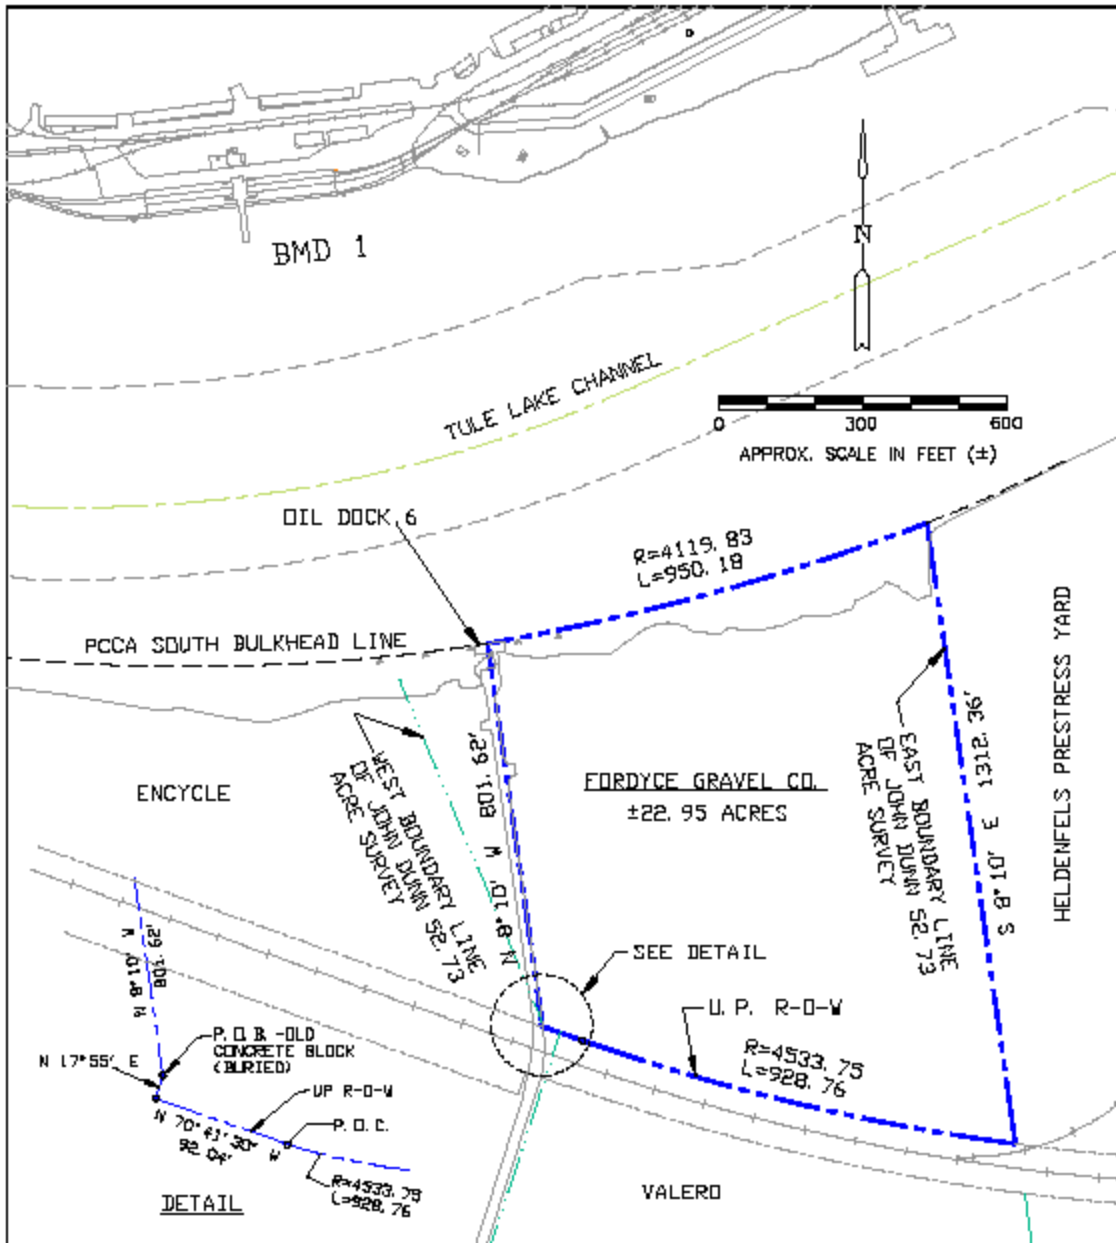 BMD 1
N
TULE LAKE CHANNEL
0 300 600
APPROX. SCALE IN FEET (±)
OIL DOCK 6
R=4119.83
L=950.18
PCCA SOUTH BULKHEAD LINE
ENCYCLE
WEST BOUNDARY LINE
OF JOHN DUNN 52.73
ACRE SURVEY
N 8°10' W 801.62'
FORDYCE GRAVEL CO.
±22.95 ACRES
EAST BOUNDARY LINE
OF JOHN DUNN 52.73
ACRE SURVEY
S 8°10' E 1312.36'
HELDENFELS PRESTRESS YARD
SEE DETAIL
U.P. R-O-W
R=4533.75
L=928.76
N 8°10' W
801.62'
P.O.B.-OLD
CONCRETE BLOCK
(BURIED)
N 17°55' E
UP R-O-W
P.O.C.
N 70°41'30" W
92.04'
R=4533.75
L=928.76
DETAIL
VALERO